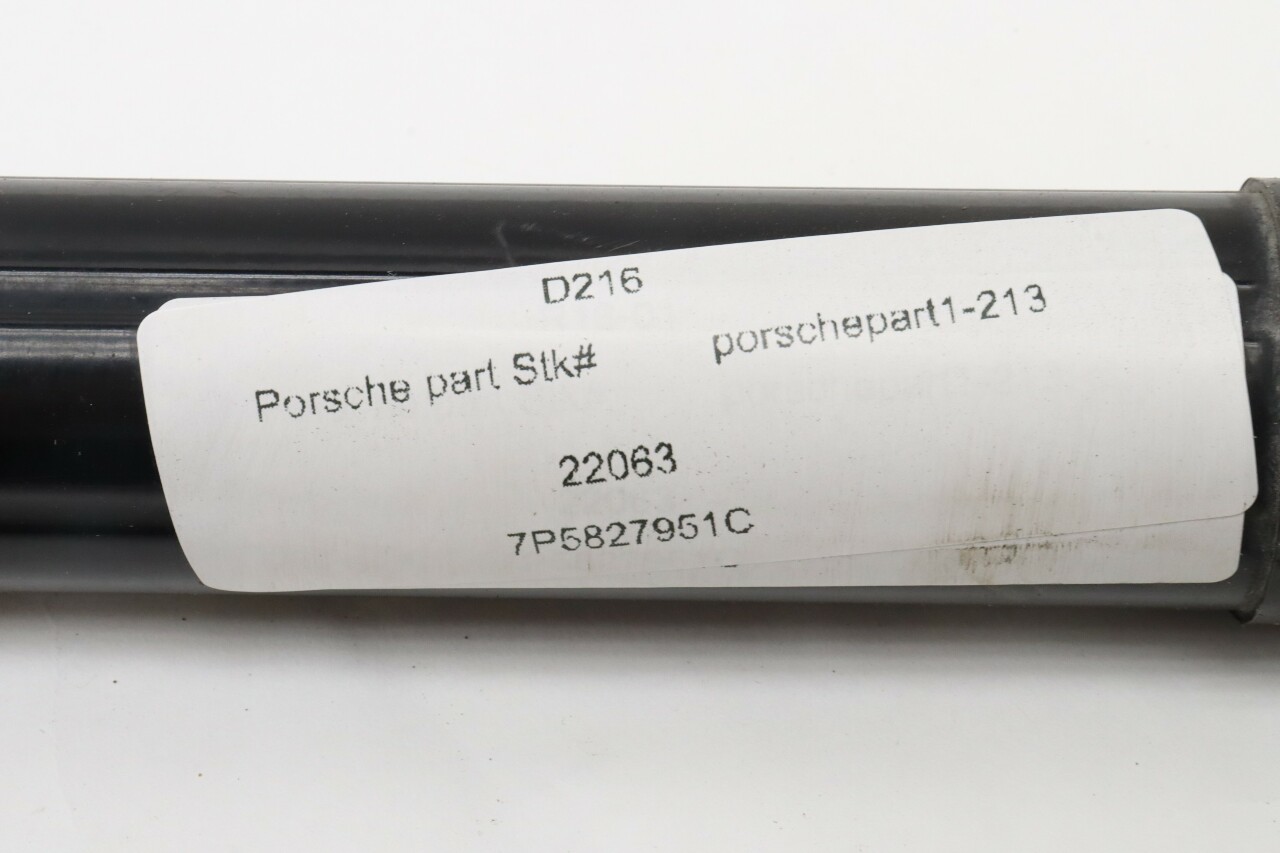 D216
Porsche part Stk# porschepart1-213
22063
7P5827951C